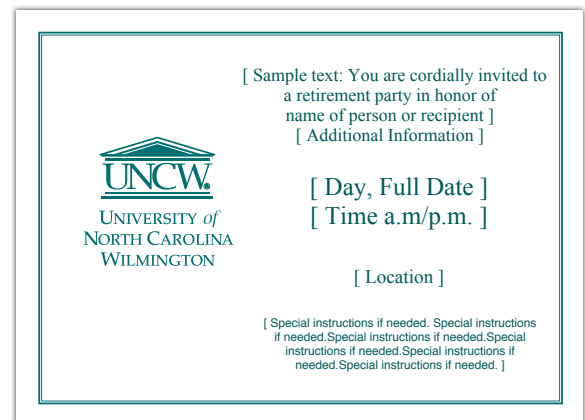 UNCW®
UNIVERSITY of
NORTH CAROLINA
WILMINGTON
[ Sample text: You are cordially invited to
a retirement party in honor of
name of person or recipient ]
[ Additional Information ]
[ Day, Full Date ]
[ Time a.m/p.m. ]
[ Location ]
[ Special instructions if needed. Special instructions
if needed.Special instructions if needed.Special
instructions if needed.Special instructions if
needed.Special instructions if needed. ]